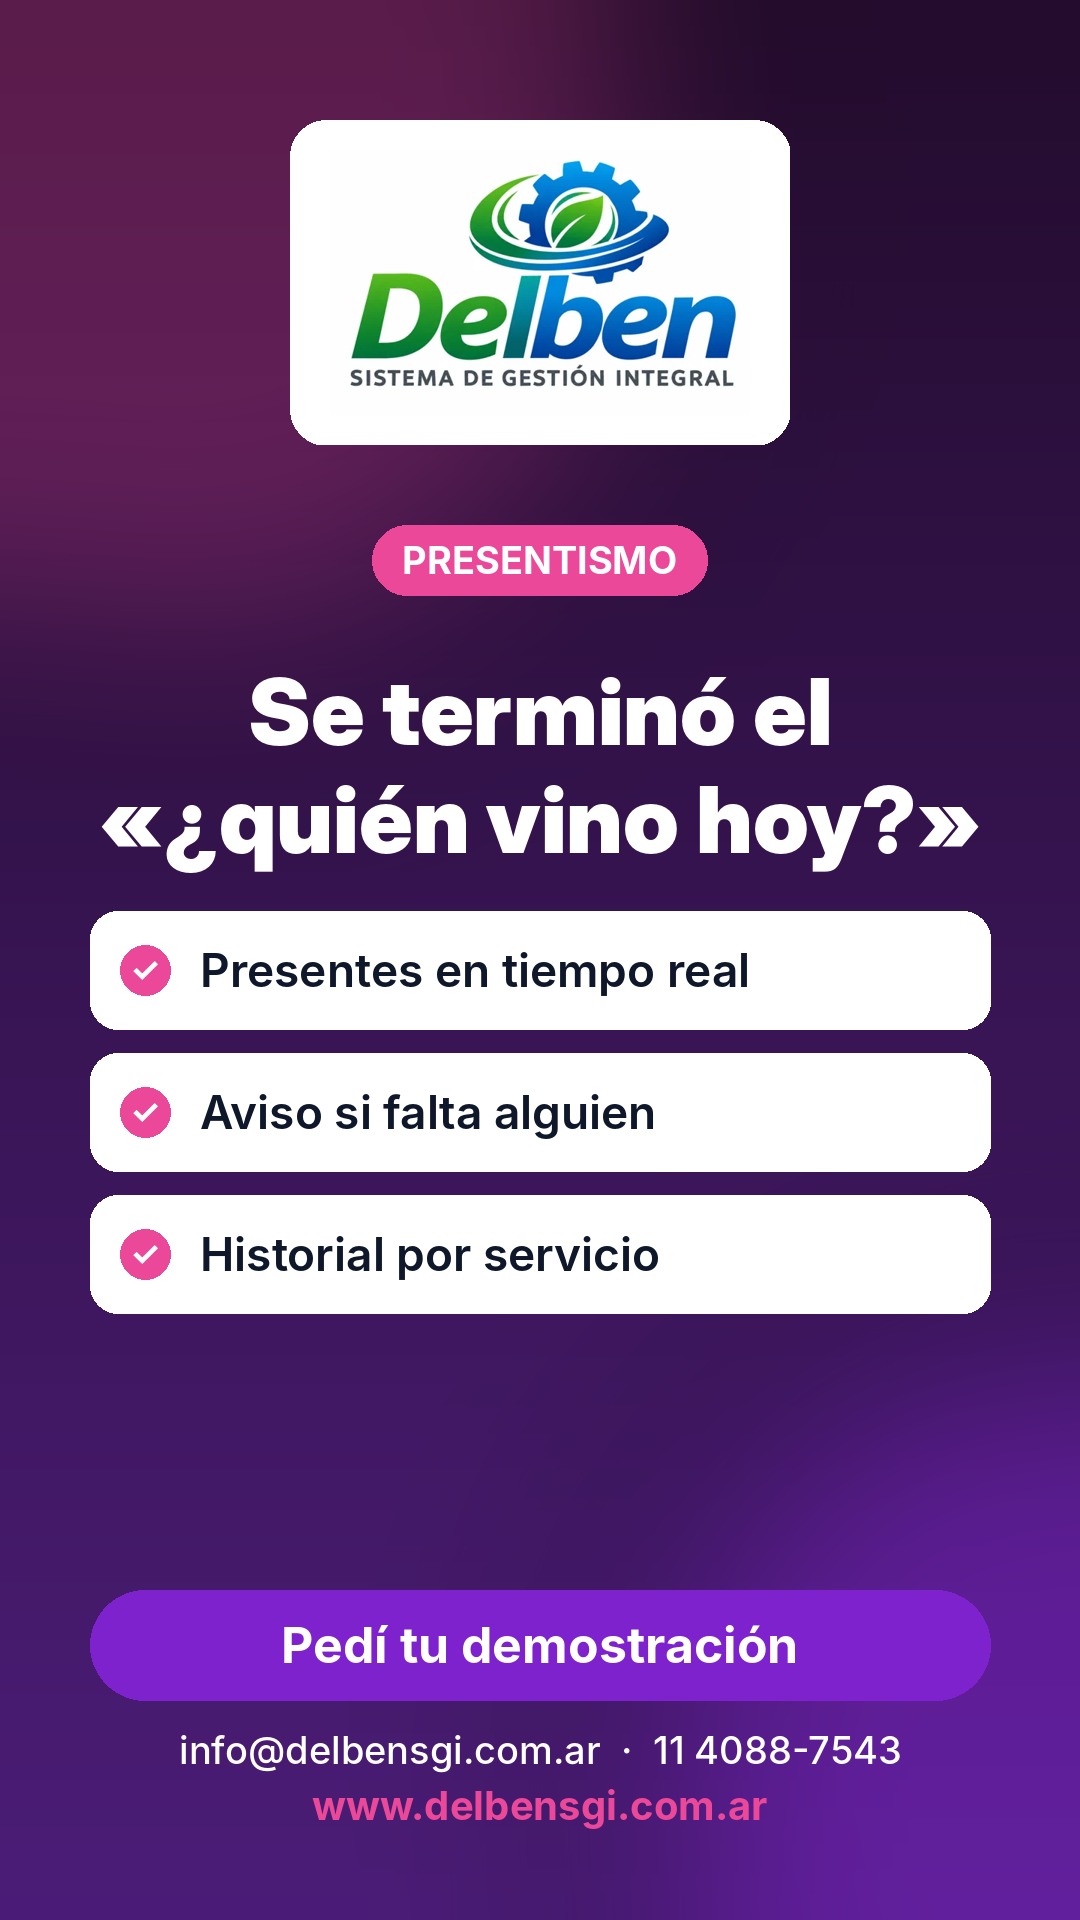 Delben
SISTEMA DE GESTIÓN INTEGRAL
PRESENTISMO
Se terminó el
«¿quién vino hoy?»
Presentes en tiempo real
Aviso si falta alguien
Historial por servicio
Pedí tu demostración
info@delbensgi.com.ar · 11 4088-7543
www.delbensgi.com.ar